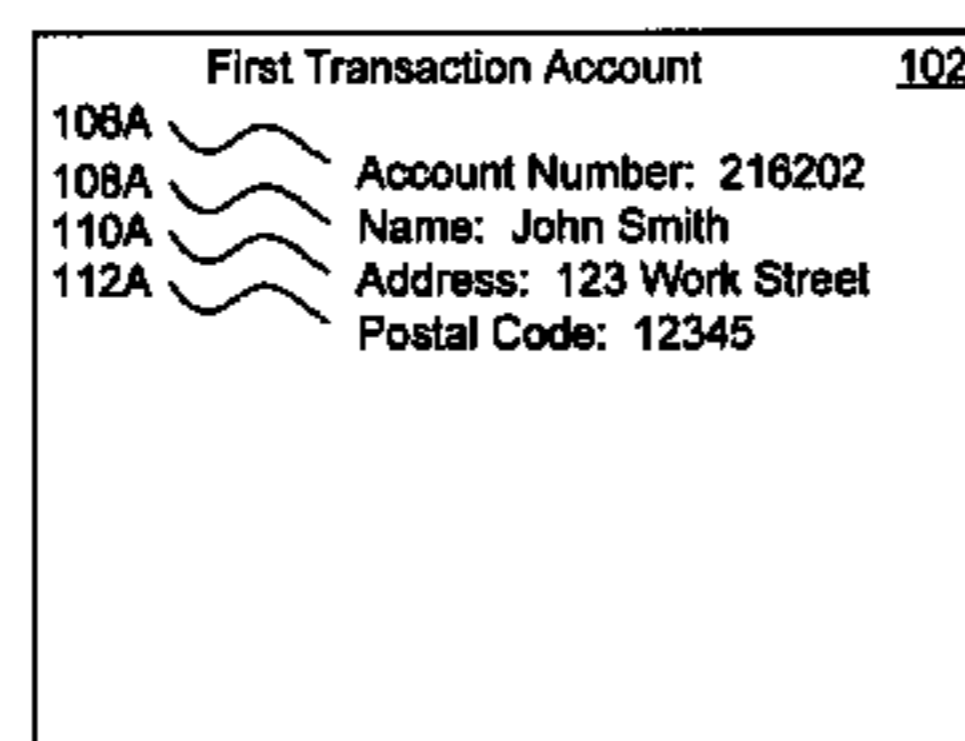 First Transaction Account 102
106A
Account Number: 216202
108A
Name: John Smith
110A
Address: 123 Work Street
112A
Postal Code: 12345